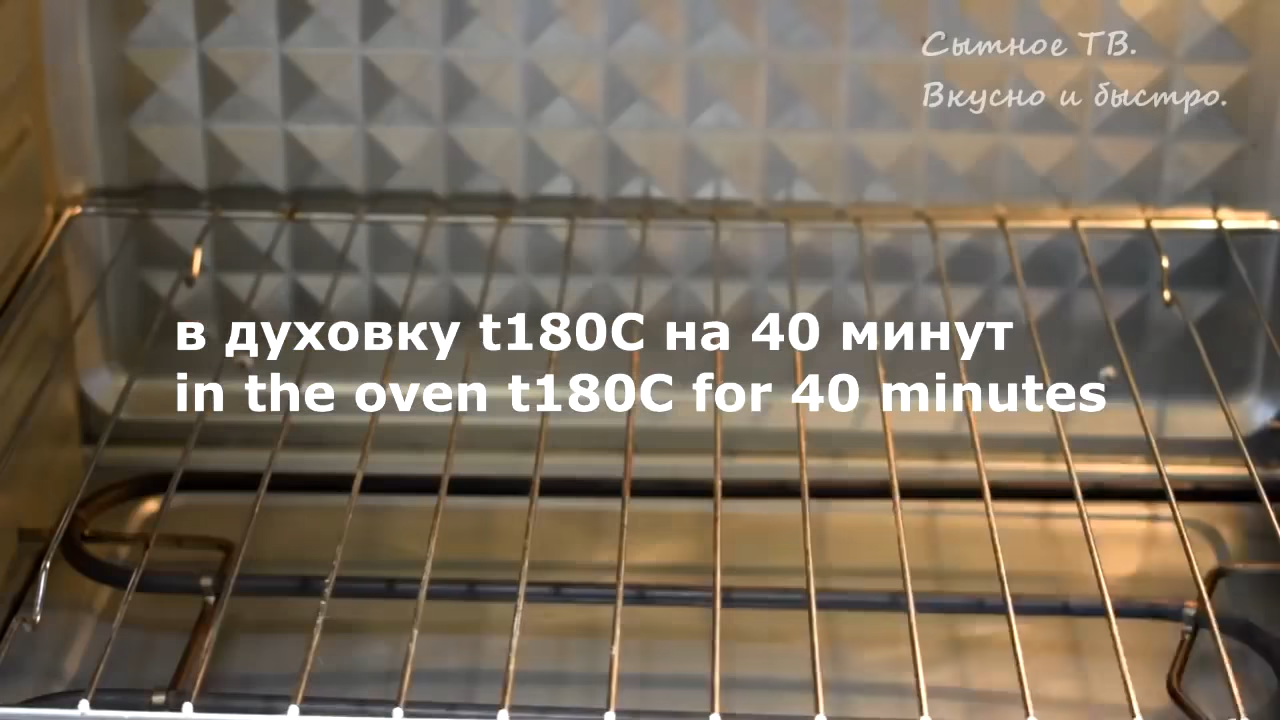 Сытное ТВ.
Вкусно и быстро.
в духовку t180C на 40 минут
in the oven t180C for 40 minutes